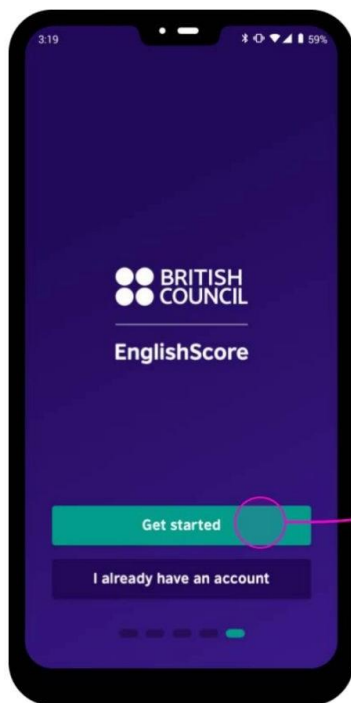 3:19
59%
BRITISH
COUNCIL
EnglishScore
Get started
I already have an account